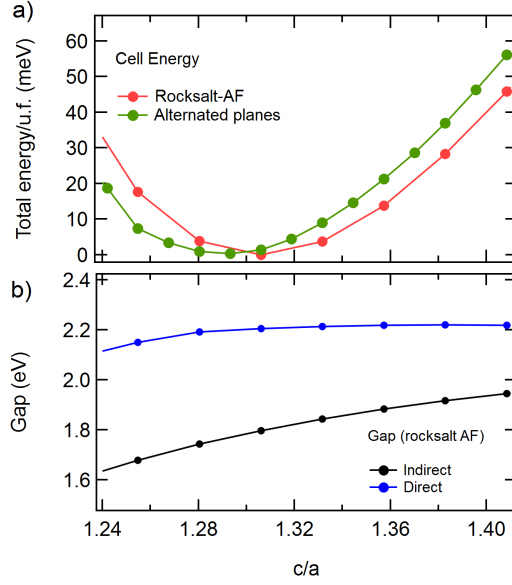 a)
Total energy/u.f. (meV)
60
50
40
30
20
10
0
Cell Energy
Rocksalt-AF
Alternated planes
b)
Gap (eV)
2.4
2.2
2.0
1.8
1.6
Gap (rocksalt AF)
Indirect
Direct
1.24 1.28 1.32 1.36 1.40
c/a